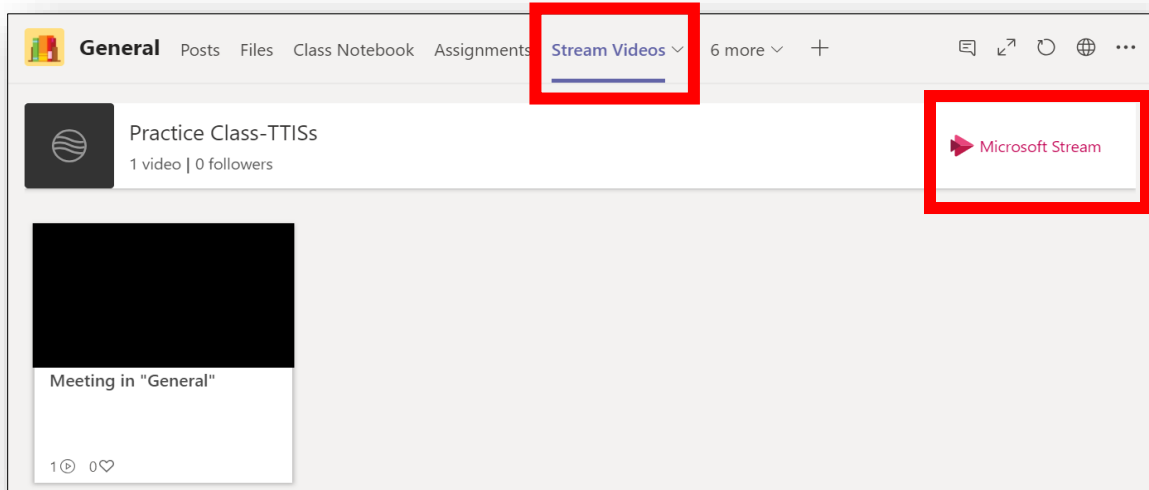 General Posts Files Class Notebook Assignments Stream Videos 6 more
Practice Class-TTISs
1 video | 0 followers
Microsoft Stream
Meeting in "General"
1 0